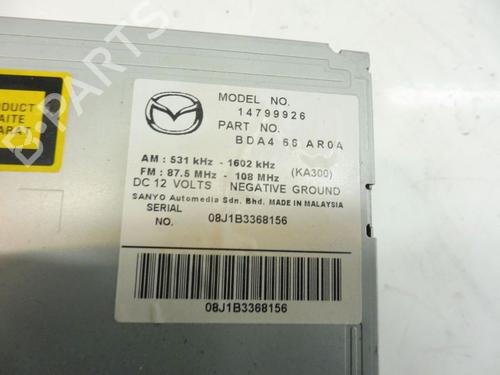 PRODUCT
MODEL NO.
14799926
PART NO.
BDA4 66 AR0A
AM : 531 kHz - 1602 kHz
FM : 87.5 MHz - 108 MHz (KA300)
DC 12 VOLTS NEGATIVE GROUND
SANYO Automedia Sdn. Bhd. MADE IN MALAYSIA
SERIAL
NO. 08J1B3368156
08J1B3368156